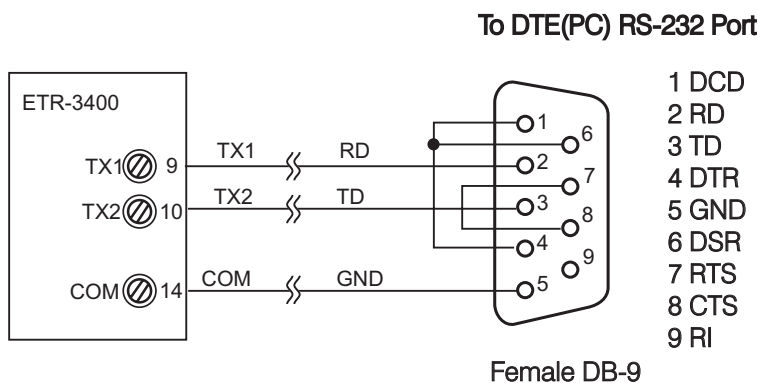 To DTE(PC) RS-232 Port
ETR-3400
TX1 9 TX1 RD
TX2 10 TX2 TD
COM 14 COM GND
1
6
2
7
3
8
4
9
5
1 DCD
2 RD
3 TD
4 DTR
5 GND
6 DSR
7 RTS
8 CTS
9 RI
Female DB-9